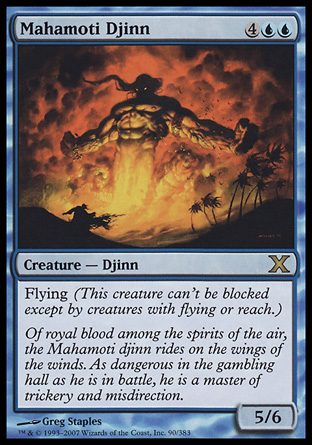 Mahamoti Djinn 4
Creature — Djinn X
Flying (This creature can't be blocked
except by creatures with flying or reach.)
Of royal blood among the spirits of the air,
the Mahamoti djinn rides on the wings of
the winds. As dangerous in the gambling
hall as he is in battle, he is a master of
trickery and misdirection.
Greg Staples
™ & © 1993–2007 Wizards of the Coast, Inc. 90/383
5/6